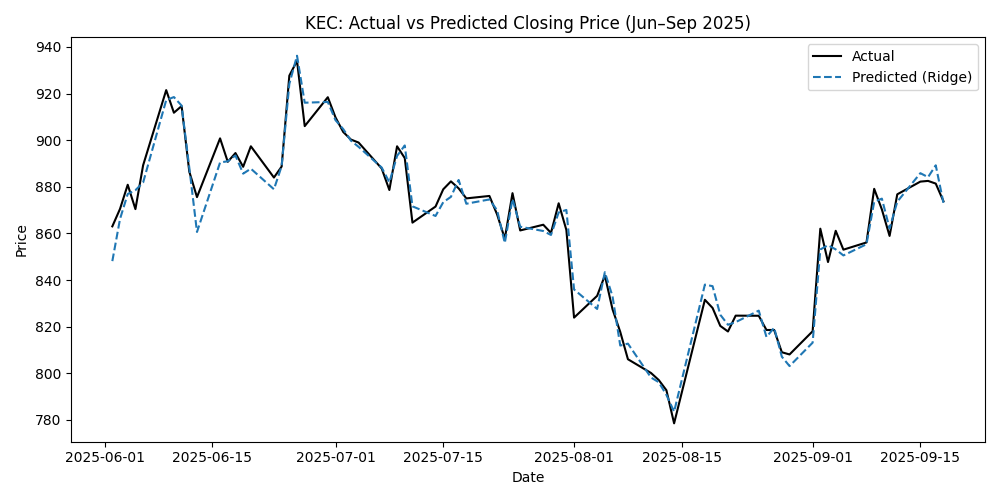 KEC: Actual vs Predicted Closing Price (Jun–Sep 2025)
Actual
Predicted (Ridge)
Price
940
920
900
880
860
840
820
800
780
2025-06-01 2025-06-15 2025-07-01 2025-07-15 2025-08-01 2025-08-15 2025-09-01 2025-09-15
Date